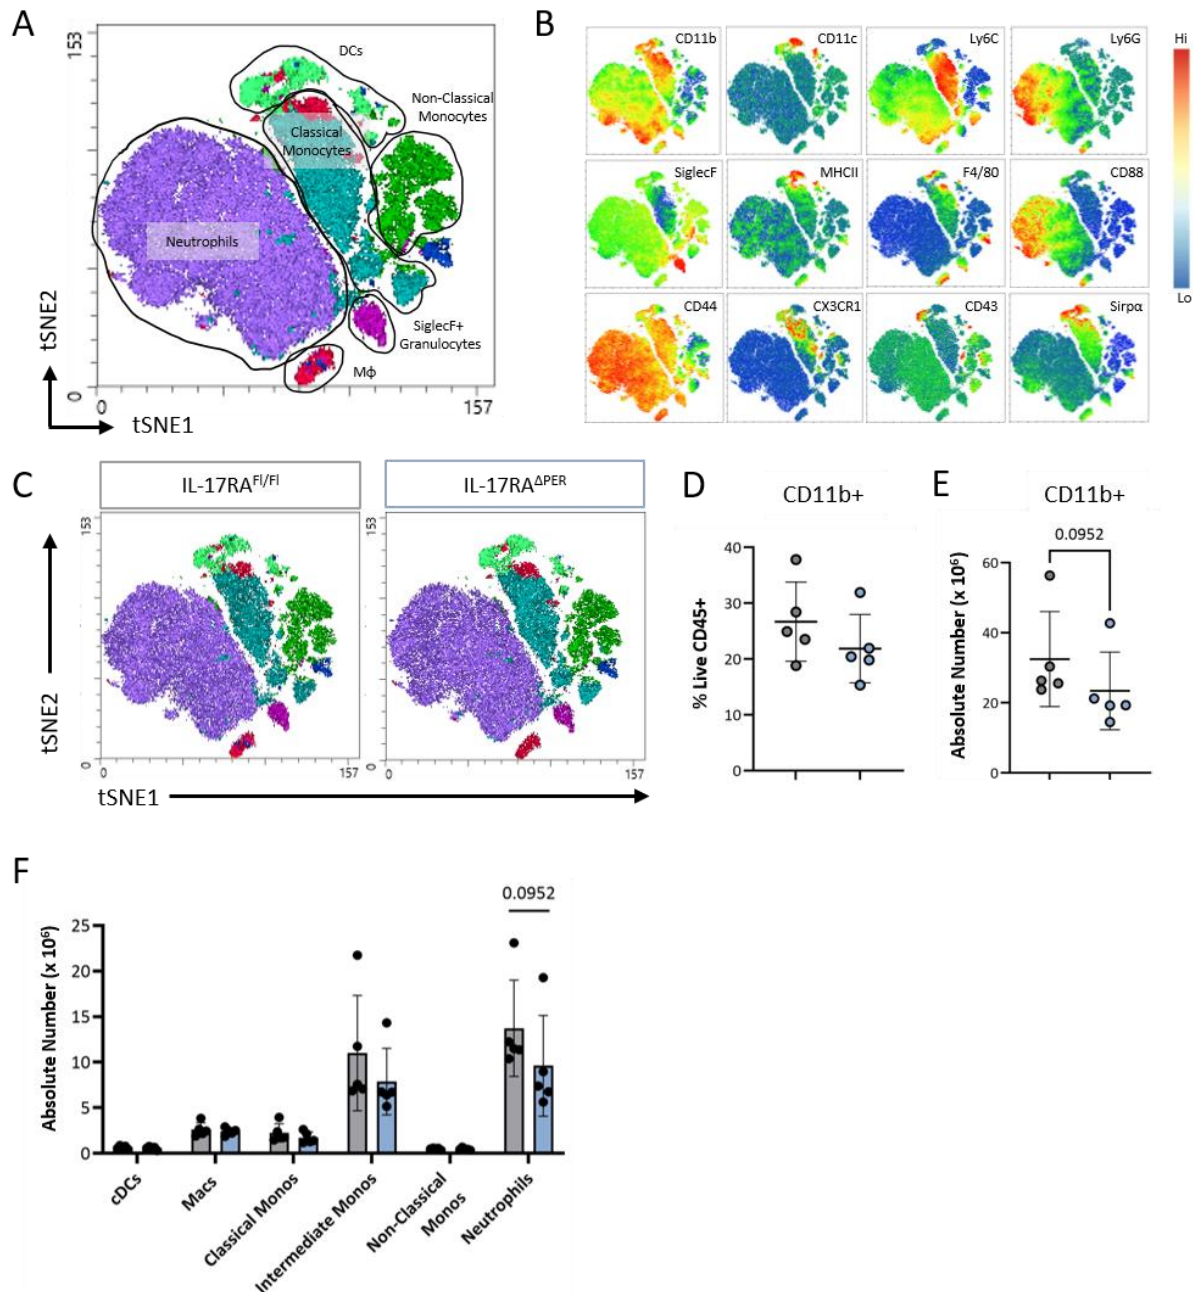 A
153
DCs
Non-Classical
Monocytes
Classical
Monocytes
Neutrophils
SiglecF+
Granulocytes
Mϕ
tSNE2
0
0
157
tSNE1
B
CD11b
CD11c
Ly6C
Ly6G
Hi
SiglecF
MHCII
F4/80
CD88
Lo
CD44
CX3CR1
CD43
Sirpα
C
IL-17RAFl/Fl
IL-17RAΔPER
153
153
tSNE2
0
0
157
0
0
157
tSNE1
D
CD11b+
% Live CD45+
40
30
20
10
0
E
CD11b+
0.0952
Absolute Number (x 10⁶)
60
40
20
0
F
0.0952
Absolute Number (x 10⁶)
25
20
15
10
5
0
cDCs
Macs
Classical Monos
Intermediate Monos
Non-Classical
Monos
Neutrophils